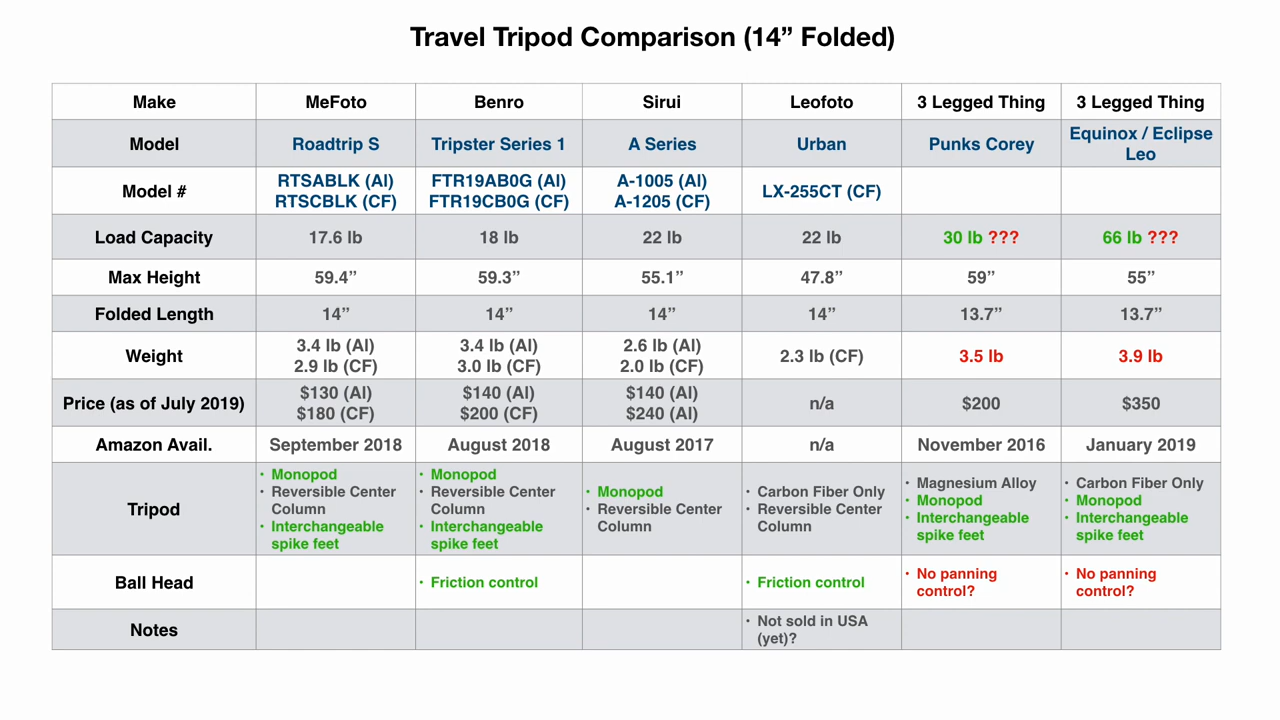 Travel Tripod Comparison (14” Folded)
Make MeFoto Benro Sirui Leofoto 3 Legged Thing 3 Legged Thing
Model Roadtrip S Tripster Series 1 A Series Urban Punks Corey Equinox / Eclipse
Leo
Model # RTSABLK (Al) FTR19AB0G (Al) A-1005 (Al) LX-255CT (CF)
RTSCBLK (CF) FTR19CB0G (CF) A-1205 (CF)
Load Capacity 17.6 lb 18 lb 22 lb 22 lb 30 lb ??? 66 lb ???
Max Height 59.4” 59.3” 55.1” 47.8” 59” 55”
Folded Length 14” 14” 14” 14” 13.7” 13.7”
Weight 3.4 lb (Al) 3.4 lb (Al) 2.6 lb (Al) 2.3 lb (CF) 3.5 lb 3.9 lb
2.9 lb (CF) 3.0 lb (CF) 2.0 lb (CF)
Price (as of July 2019) $130 (Al) $140 (Al) $140 (Al) n/a $200 $350
$180 (CF) $200 (CF) $240 (Al)
Amazon Avail. September 2018 August 2018 August 2017 n/a November 2016 January 2019
Tripod
• Monopod
• Reversible Center
Column
• Interchangeable
spike feet
• Monopod
• Reversible Center
Column
• Interchangeable
spike feet
• Monopod
• Reversible Center
Column
• Carbon Fiber Only
• Reversible Center
Column
• Magnesium Alloy
• Monopod
• Interchangeable
spike feet
• Carbon Fiber Only
• Monopod
• Interchangeable
spike feet
Ball Head
• Friction control
• Friction control
• No panning
control?
• No panning
control?
Notes
• Not sold in USA
(yet)?